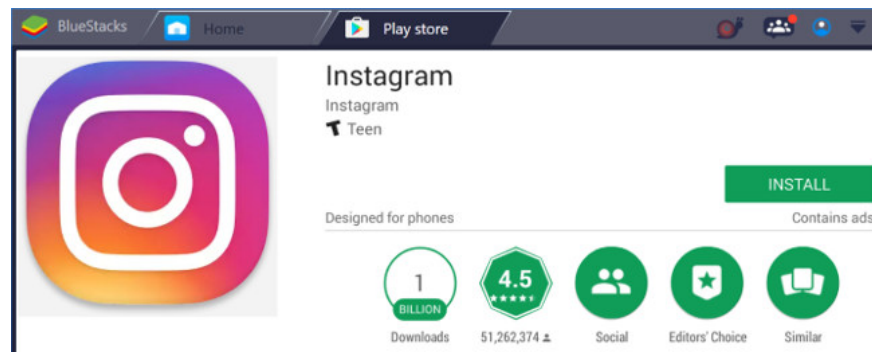 BlueStacks Home Play store
Instagram
Instagram
Teen
INSTALL
Designed for phones Contains ads
1
BILLION
4.5
Downloads 51,262,374 Social Editors' Choice Similar